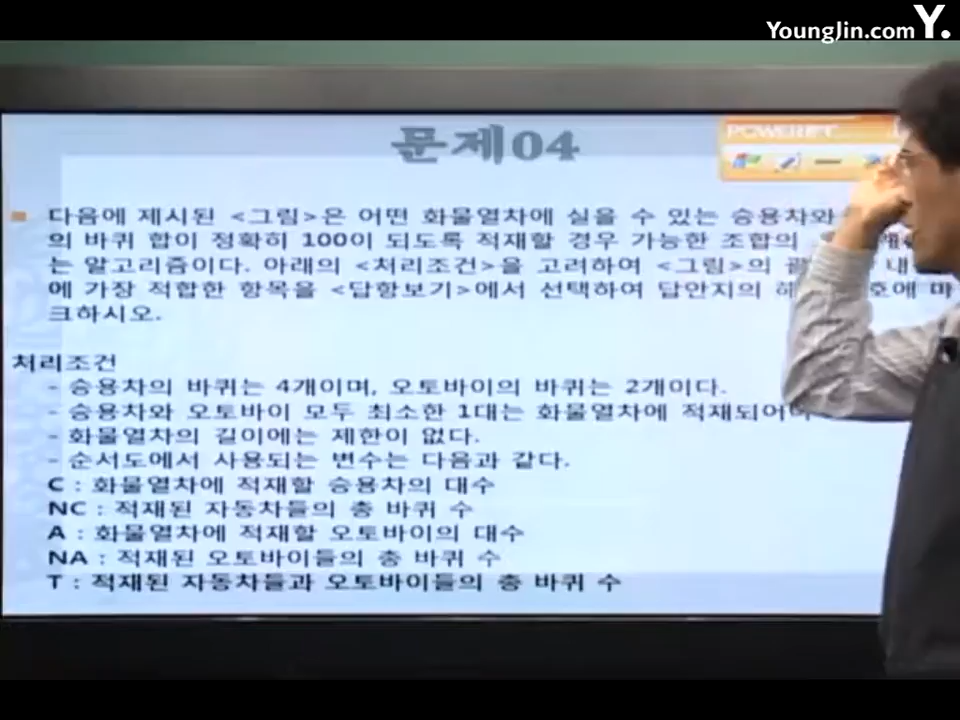 YoungJin.com Y.
문제04
다음에 제시된 <그림>은 어떤 화물열차에 실을 수 있는 승용차와
의 바퀴 합이 정확히 100이 되도록 적재할 경우 가능한 조합의
는 알고리즘이다. 아래의 <처리조건>을 고려하여 <그림>의 내
에 가장 적합한 항목을 <답항보기>에서 선택하여 답안지의 마
크하시오.
처리조건
- 승용차의 바퀴는 4개이며, 오토바이의 바퀴는 2개이다.
- 승용차와 오토바이 모두 최소한 1대는 화물열차에
- 화물열차의 길이에는 제한이 없다.
- 순서도에서 사용되는 변수는 다음과 같다.
C : 화물열차에 적재할 승용차의 대수
NC : 적재된 자동차들의 총 바퀴 수
A : 화물열차에 적재할 오토바이의 대수
NA : 적재된 오토바이들의 총 바퀴 수
T : 적재된 자동차들과 오토바이들의 총 바퀴 수